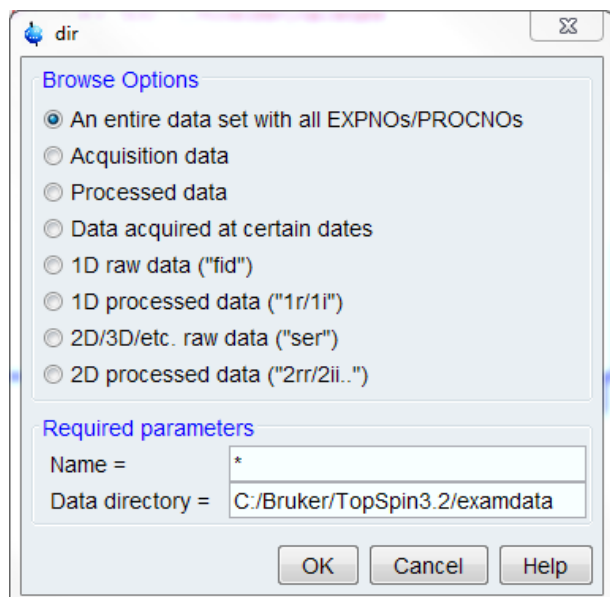 dir
Browse Options
An entire data set with all EXPNOs/PROCNOs
Acquisition data
Processed data
Data acquired at certain dates
1D raw data ("fid")
1D processed data ("1r/1i")
2D/3D/etc. raw data ("ser")
2D processed data ("2rr/2ii..")
Required parameters
Name = *
Data directory = C:/Bruker/TopSpin3.2/examdata
OK Cancel Help